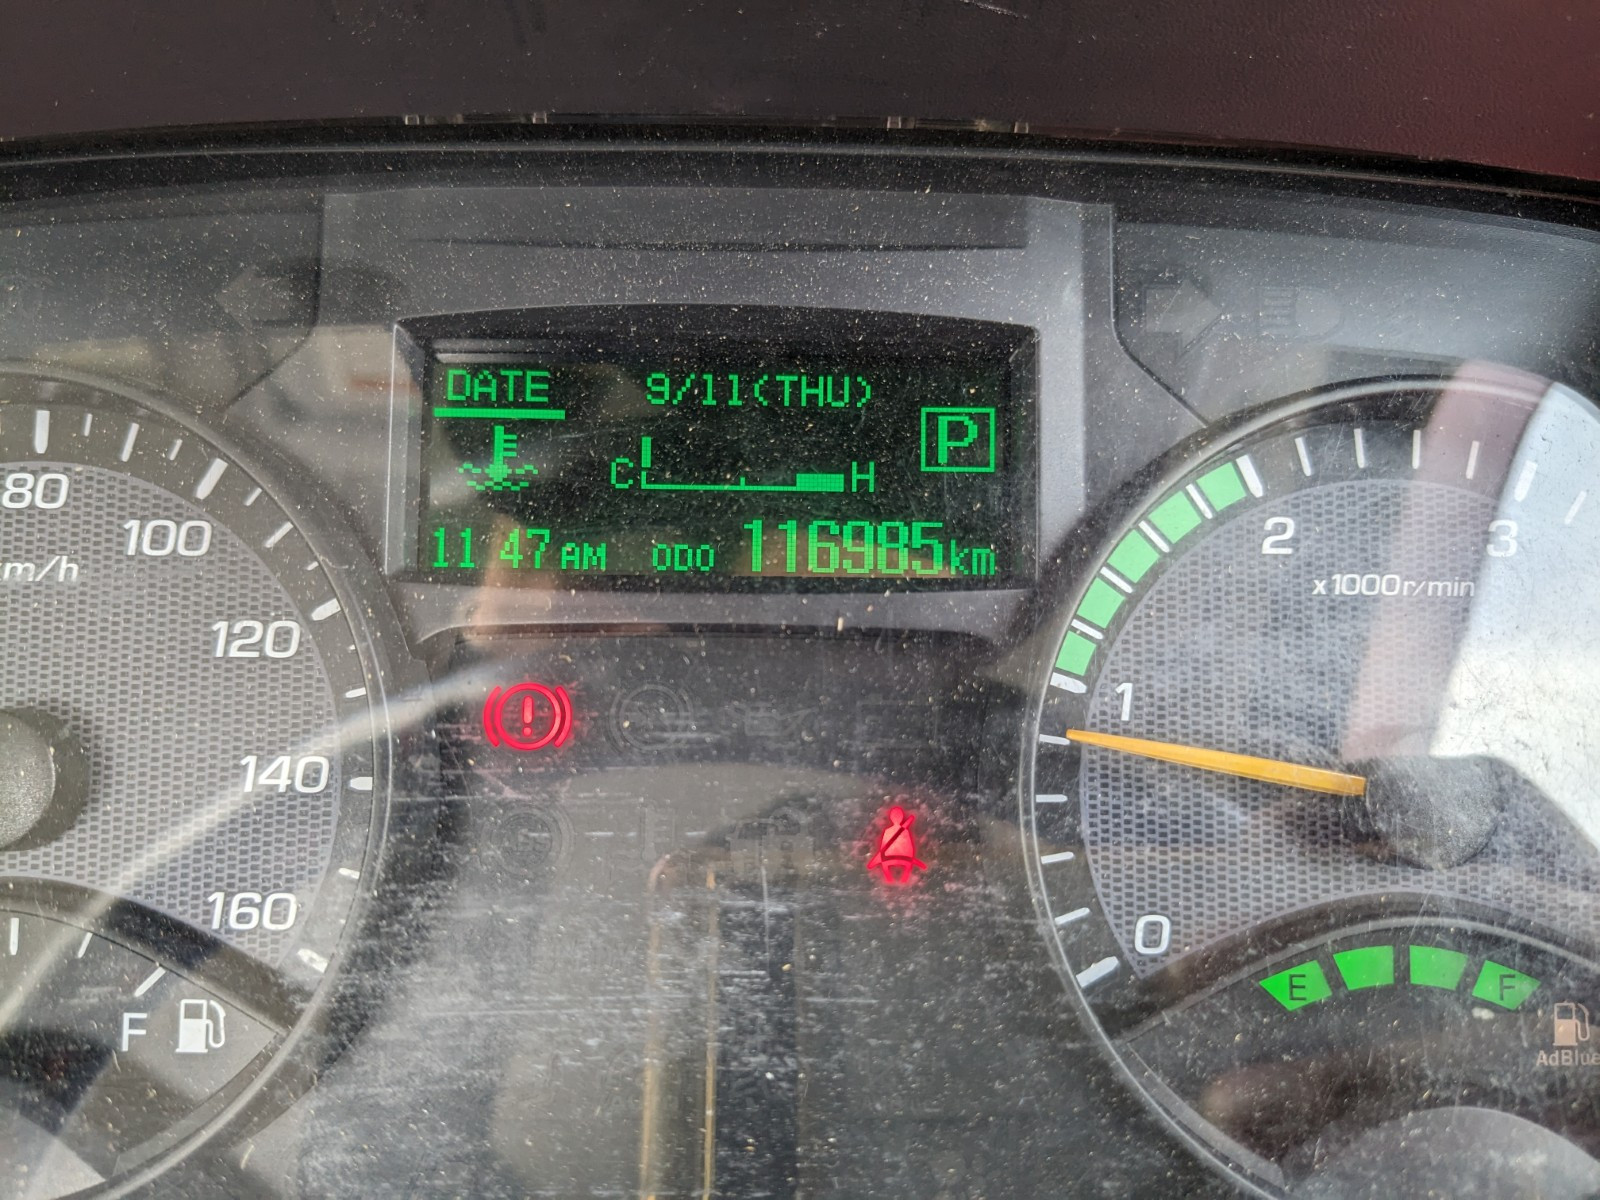 DATE 9/11(THU)
P
C H
11 47 AM ODO 116985km
80
100
km/h
120
140
160
F
2
3
x1000r/min
1
0
E F
AdBlue